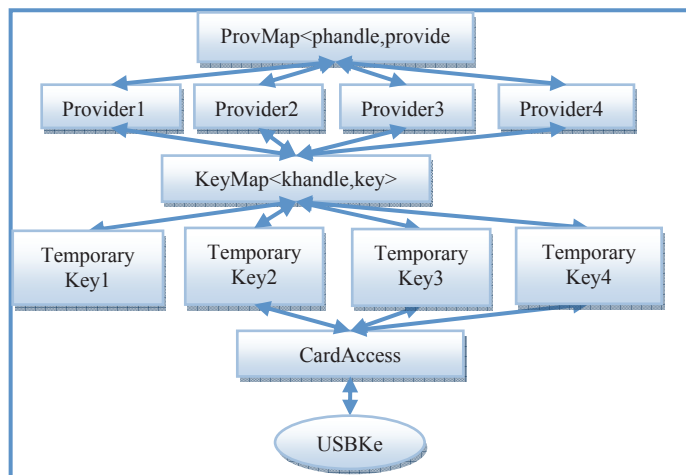 ProvMap<phandle,provide
Provider1
Provider2
Provider3
Provider4
KeyMap<khandle,key>
Temporary
Key1
Temporary
Key2
Temporary
Key3
Temporary
Key4
CardAccess
USBKe